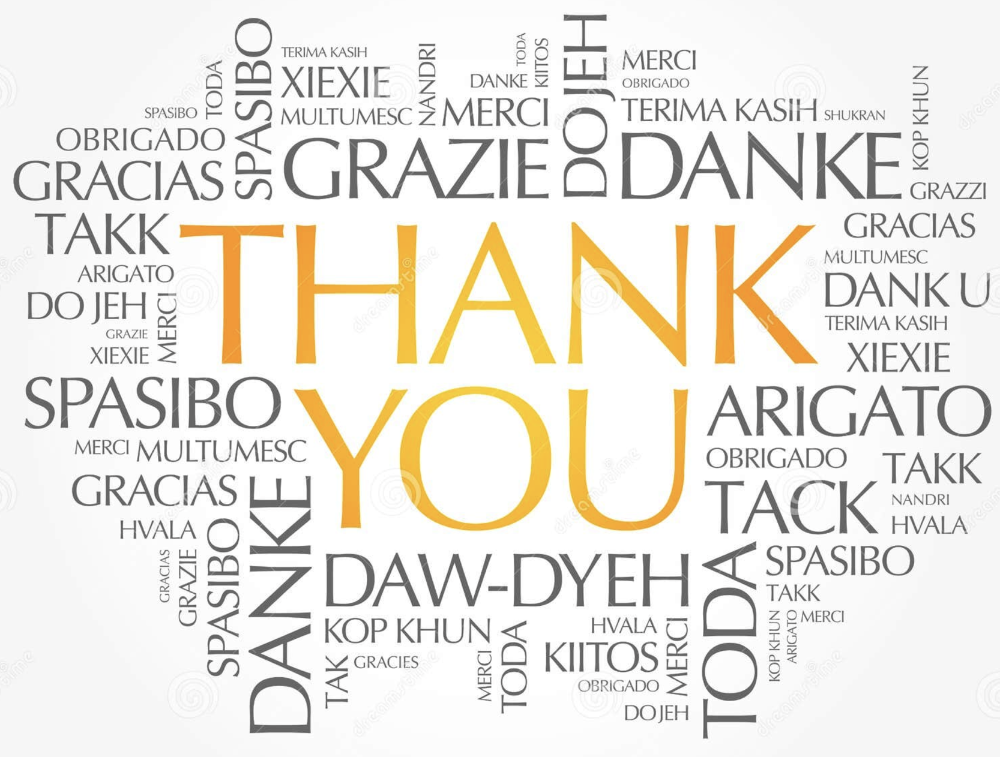 DO JEH
SPASIBO
TERIMA KASIH
TODA
KIITOS
NANDRI
MERCI
XIEXIE
TODA
DANKE
OBRIGADO
KOP KHUN
SPASIBO
MULTUMESC
MERCI
TERIMA KASIH
SHUKRAN
OBRIGADO
GRACIAS
GRAZIE
DANKE
GRAZZI
TAKK
THANK
GRACIAS
ARIGATO
MULTUMESC
DO JEH
MERCI
DANK U
GRAZIE
TERIMA KASIH
XIEXIE
XIEXIE
SPASIBO
YOU
ARIGATO
MERCI
MULTUMESC
OBRIGADO
TAKK
GRACIAS
DANKE
TACK
NANDRI
HVALA
HVALA
SPASIBO
GRACIAS
GRAZIE
DAW-DYEH
TODA
SPASIBO
TAKK
KOP KHUN
ARIGATO
MERCI
KOP KHUN
TODA
HVALA
MERCI
TAK
GRACIES
MERCI
KIITOS
OBRIGADO
DO JEH
dreamstime